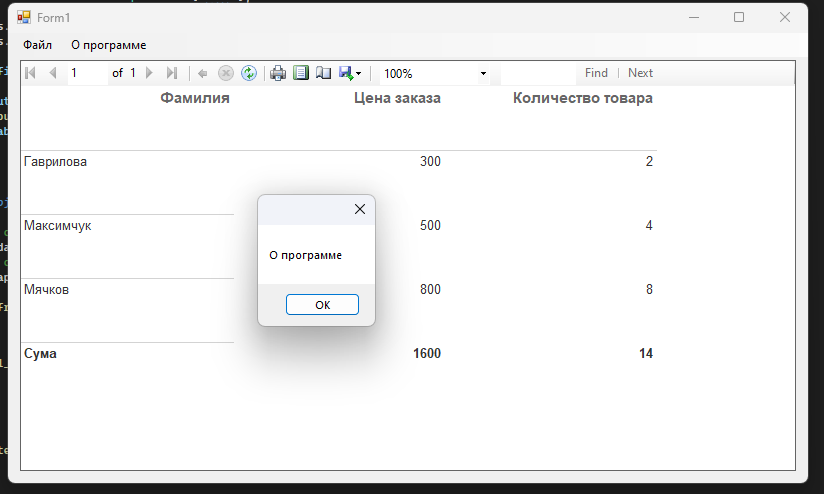 Form1
Файл О программе
1 of 1 100% Find | Next
Фамилия Цена заказа Количество товара
Гаврилова 300 2
Максимчук 500 4
О программе
Мячков 800 8
OK
Сума 1600 14